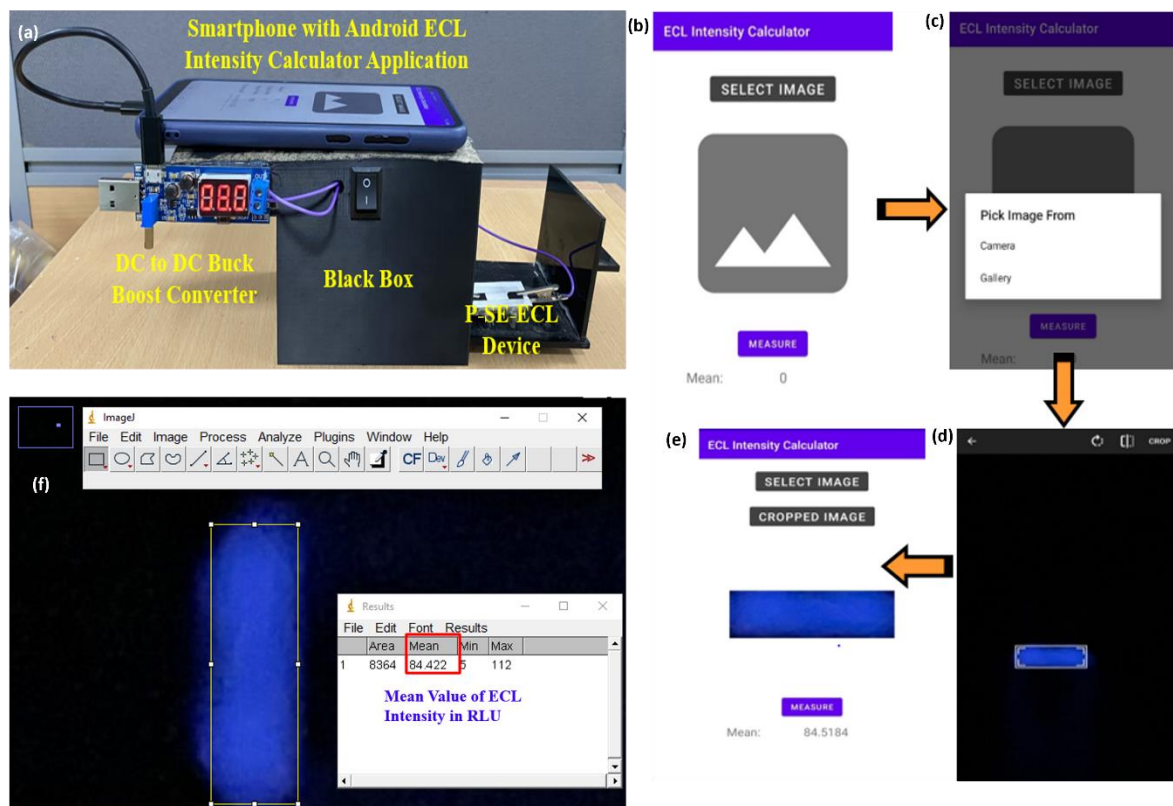 (a)
Smartphone with Android ECL
Intensity Calculator Application
DC to DC Buck
Boost Converter
Black Box
P-SE-ECL
Device
(b)
ECL Intensity Calculator
SELECT IMAGE
MEASURE
Mean: 0
(c)
ECL Intensity Calculator
SELECT IMAGE
Pick Image From
Camera
Gallery
MEASURE
Mean:
(d)
CROP
(e)
ECL Intensity Calculator
SELECT IMAGE
CROPPED IMAGE
MEASURE
Mean: 84.5184
(f)
ImageJ
File Edit Image Process Analyze Plugins Window Help
CF Dev
Results
File Edit Font Results
Area Mean Min Max
1 8364 84.422 5 112
Mean Value of ECL
Intensity in RLU